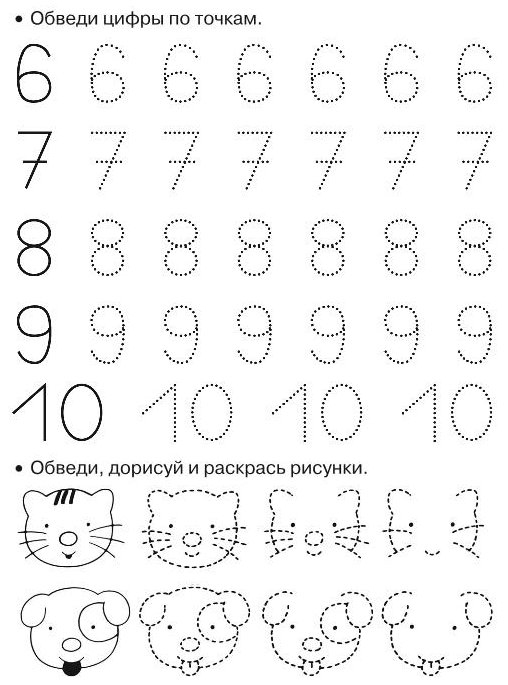 • Обведи цифры по точкам.
6 6 6 6 6 6 6
7 7 7 7 7 7 7
8 8 8 8 8 8 8
9 9 9 9 9 9 9
10 10 10 10
• Обведи, дорисуй и раскрась рисунки.